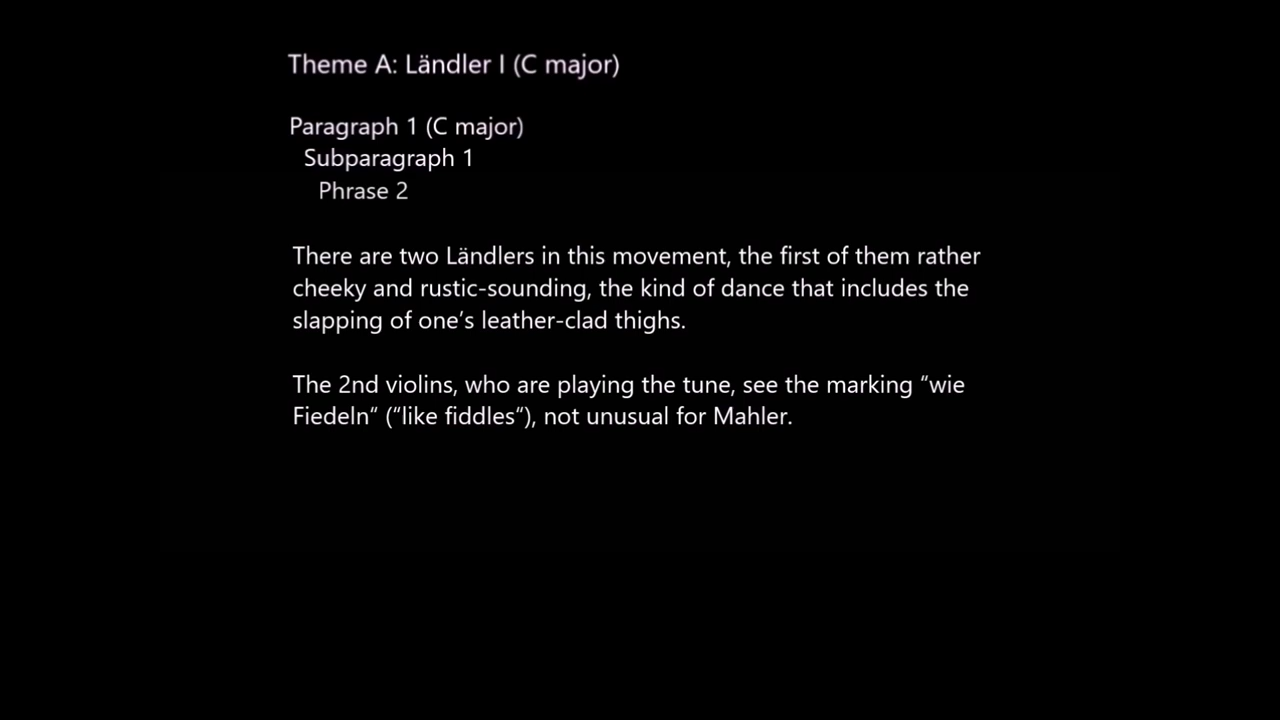 Theme A: Ländler I (C major)
Paragraph 1 (C major)
Subparagraph 1
Phrase 2
There are two Ländlers in this movement, the first of them rather
cheeky and rustic-sounding, the kind of dance that includes the
slapping of one’s leather-clad thighs.
The 2nd violins, who are playing the tune, see the marking “wie
Fiedeln“ (“like fiddles“), not unusual for Mahler.